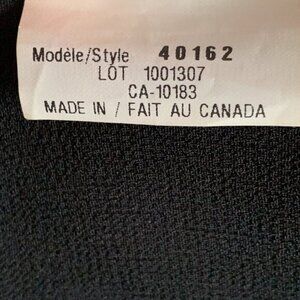 Modèle/Style 40162
LOT 1001307
CA-10183
MADE IN / FAIT AU CANADA